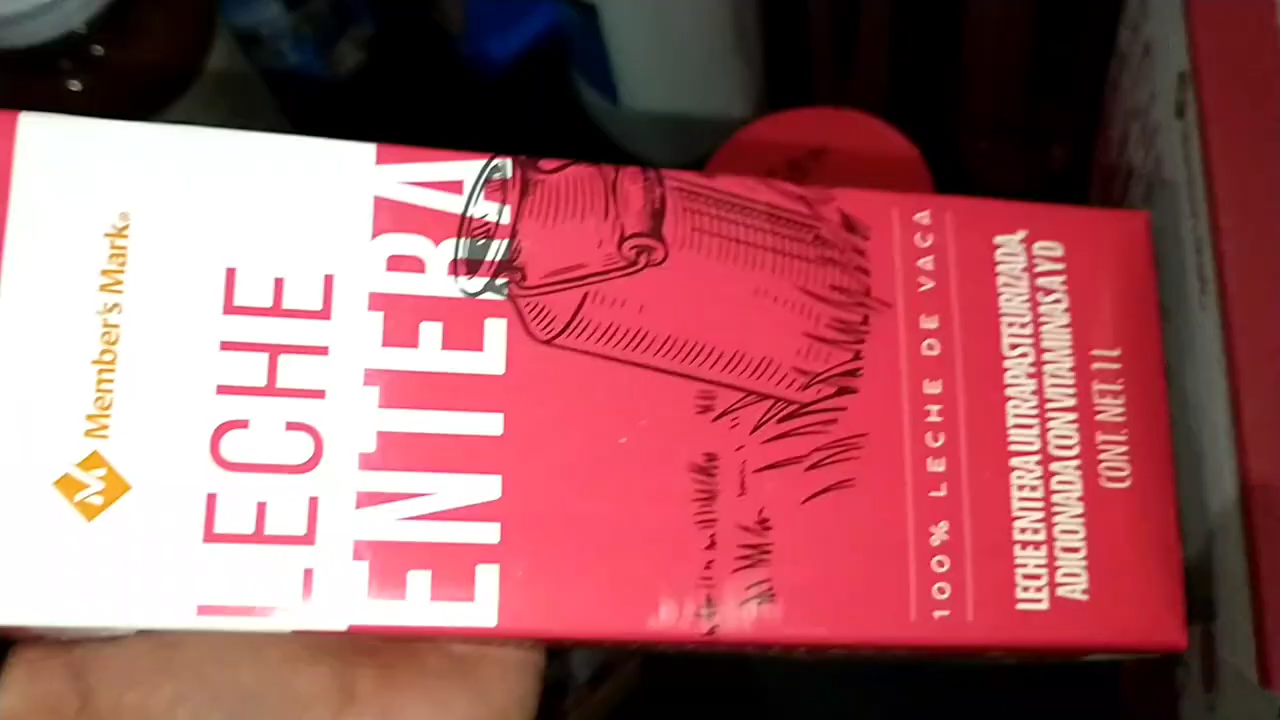 Member's Mark®
LECHE
ENTERA
100% LECHE DE VACA
LECHE ENTERA ULTRAPASTEURIZADA,
ADICIONADA CON VITAMINAS A Y D
CONT. NET. 1 L